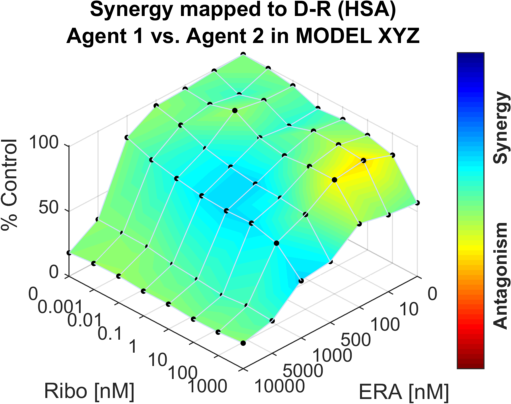 Synergy mapped to D-R (HSA)
Agent 1 vs. Agent 2 in MODEL XYZ
% Control
100
50
0
0
0.001
0.01
0.1
1
10
100
1000
Ribo [nM]
10000
5000
1000
500
100
10
0
ERA [nM]
Synergy
Antagonism